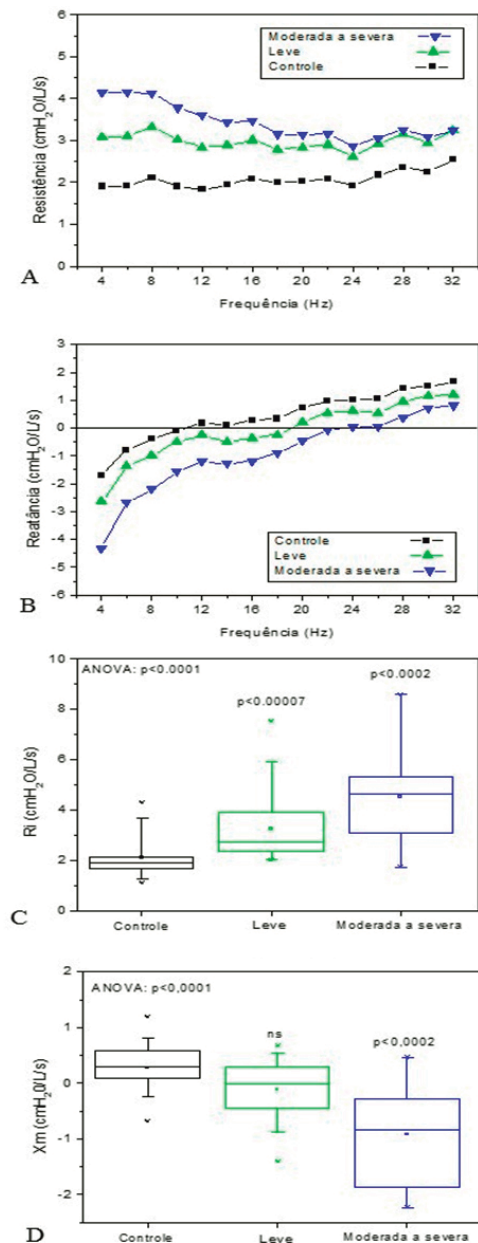 6
5
4
3
2
1
0
Resistência (cmH2O/L/s)
Moderada a severa
Leve
Controle
4 8 12 16 20 24 28 32
Frequência (Hz)
A
3
2
1
0
-1
-2
-3
-4
-5
-6
Reatância (cmH2O/L/s)
Controle
Leve
Moderada a severa
4 8 12 16 20 24 28 32
Frequência (Hz)
B
10
8
6
4
2
0
Ri (cmH20/L/s)
ANOVA: p<0.0001
p<0.00007
p<0.0002
Controle Leve Moderada a severa
C
2
1
0
-1
-2
Xm (cmH20/L/s)
ANOVA: p<0,0001
ns
p<0,0002
Controle Leve Moderada a severa
D